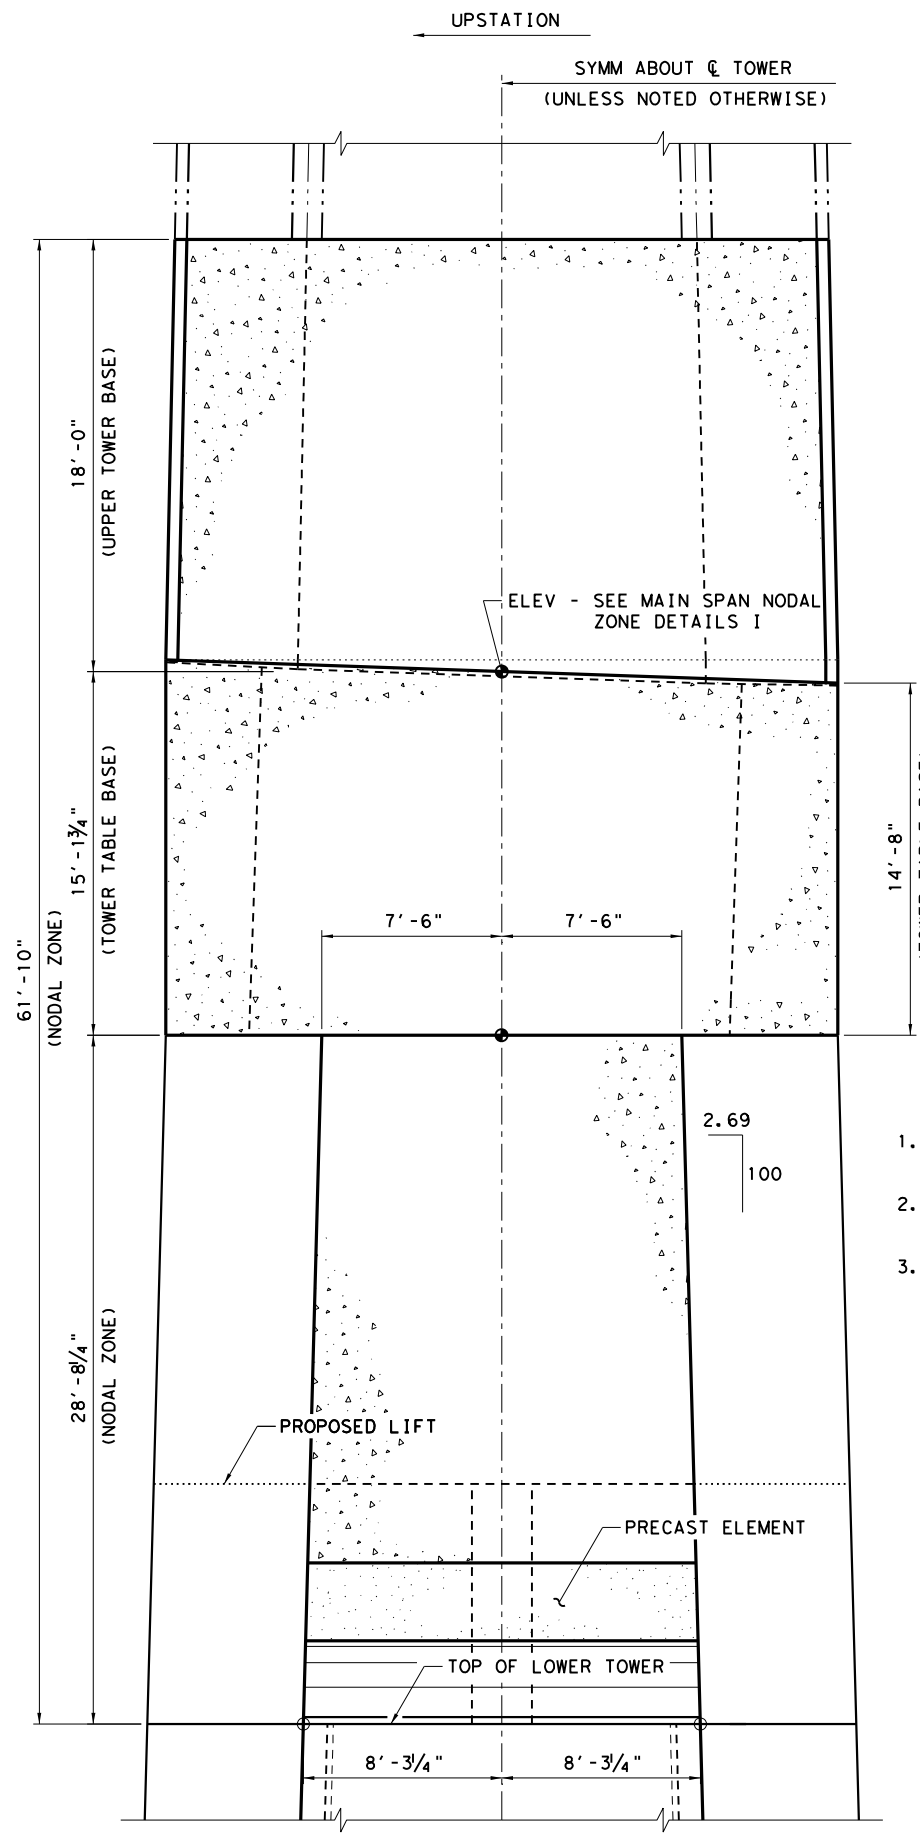 UPSTATION
SYMM ABOUT ℄ TOWER
(UNLESS NOTED OTHERWISE)
18'-0"
(UPPER TOWER BASE)
ELEV - SEE MAIN SPAN NODAL
ZONE DETAILS I
15'-1¾"
(TOWER TABLE BASE)
14'-8"
7'-6"
7'-6"
61'-10"
(NODAL ZONE)
2.69
100
1.
2.
3.
28'-8¼"
(NODAL ZONE)
PROPOSED LIFT
PRECAST ELEMENT
TOP OF LOWER TOWER
8'-3¼"
8'-3¼"